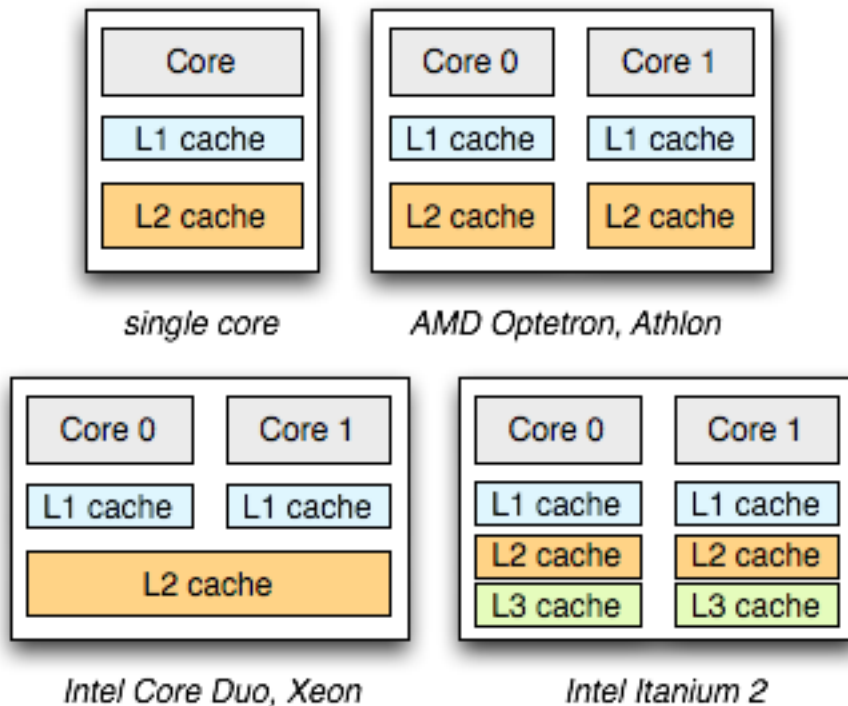 Core
L1 cache
L2 cache
single core
Core 0 Core 1
L1 cache L1 cache
L2 cache L2 cache
AMD Optetron, Athlon
Core 0 Core 1
L1 cache L1 cache
L2 cache
Intel Core Duo, Xeon
Core 0 Core 1
L1 cache L1 cache
L2 cache L2 cache
L3 cache L3 cache
Intel Itanium 2